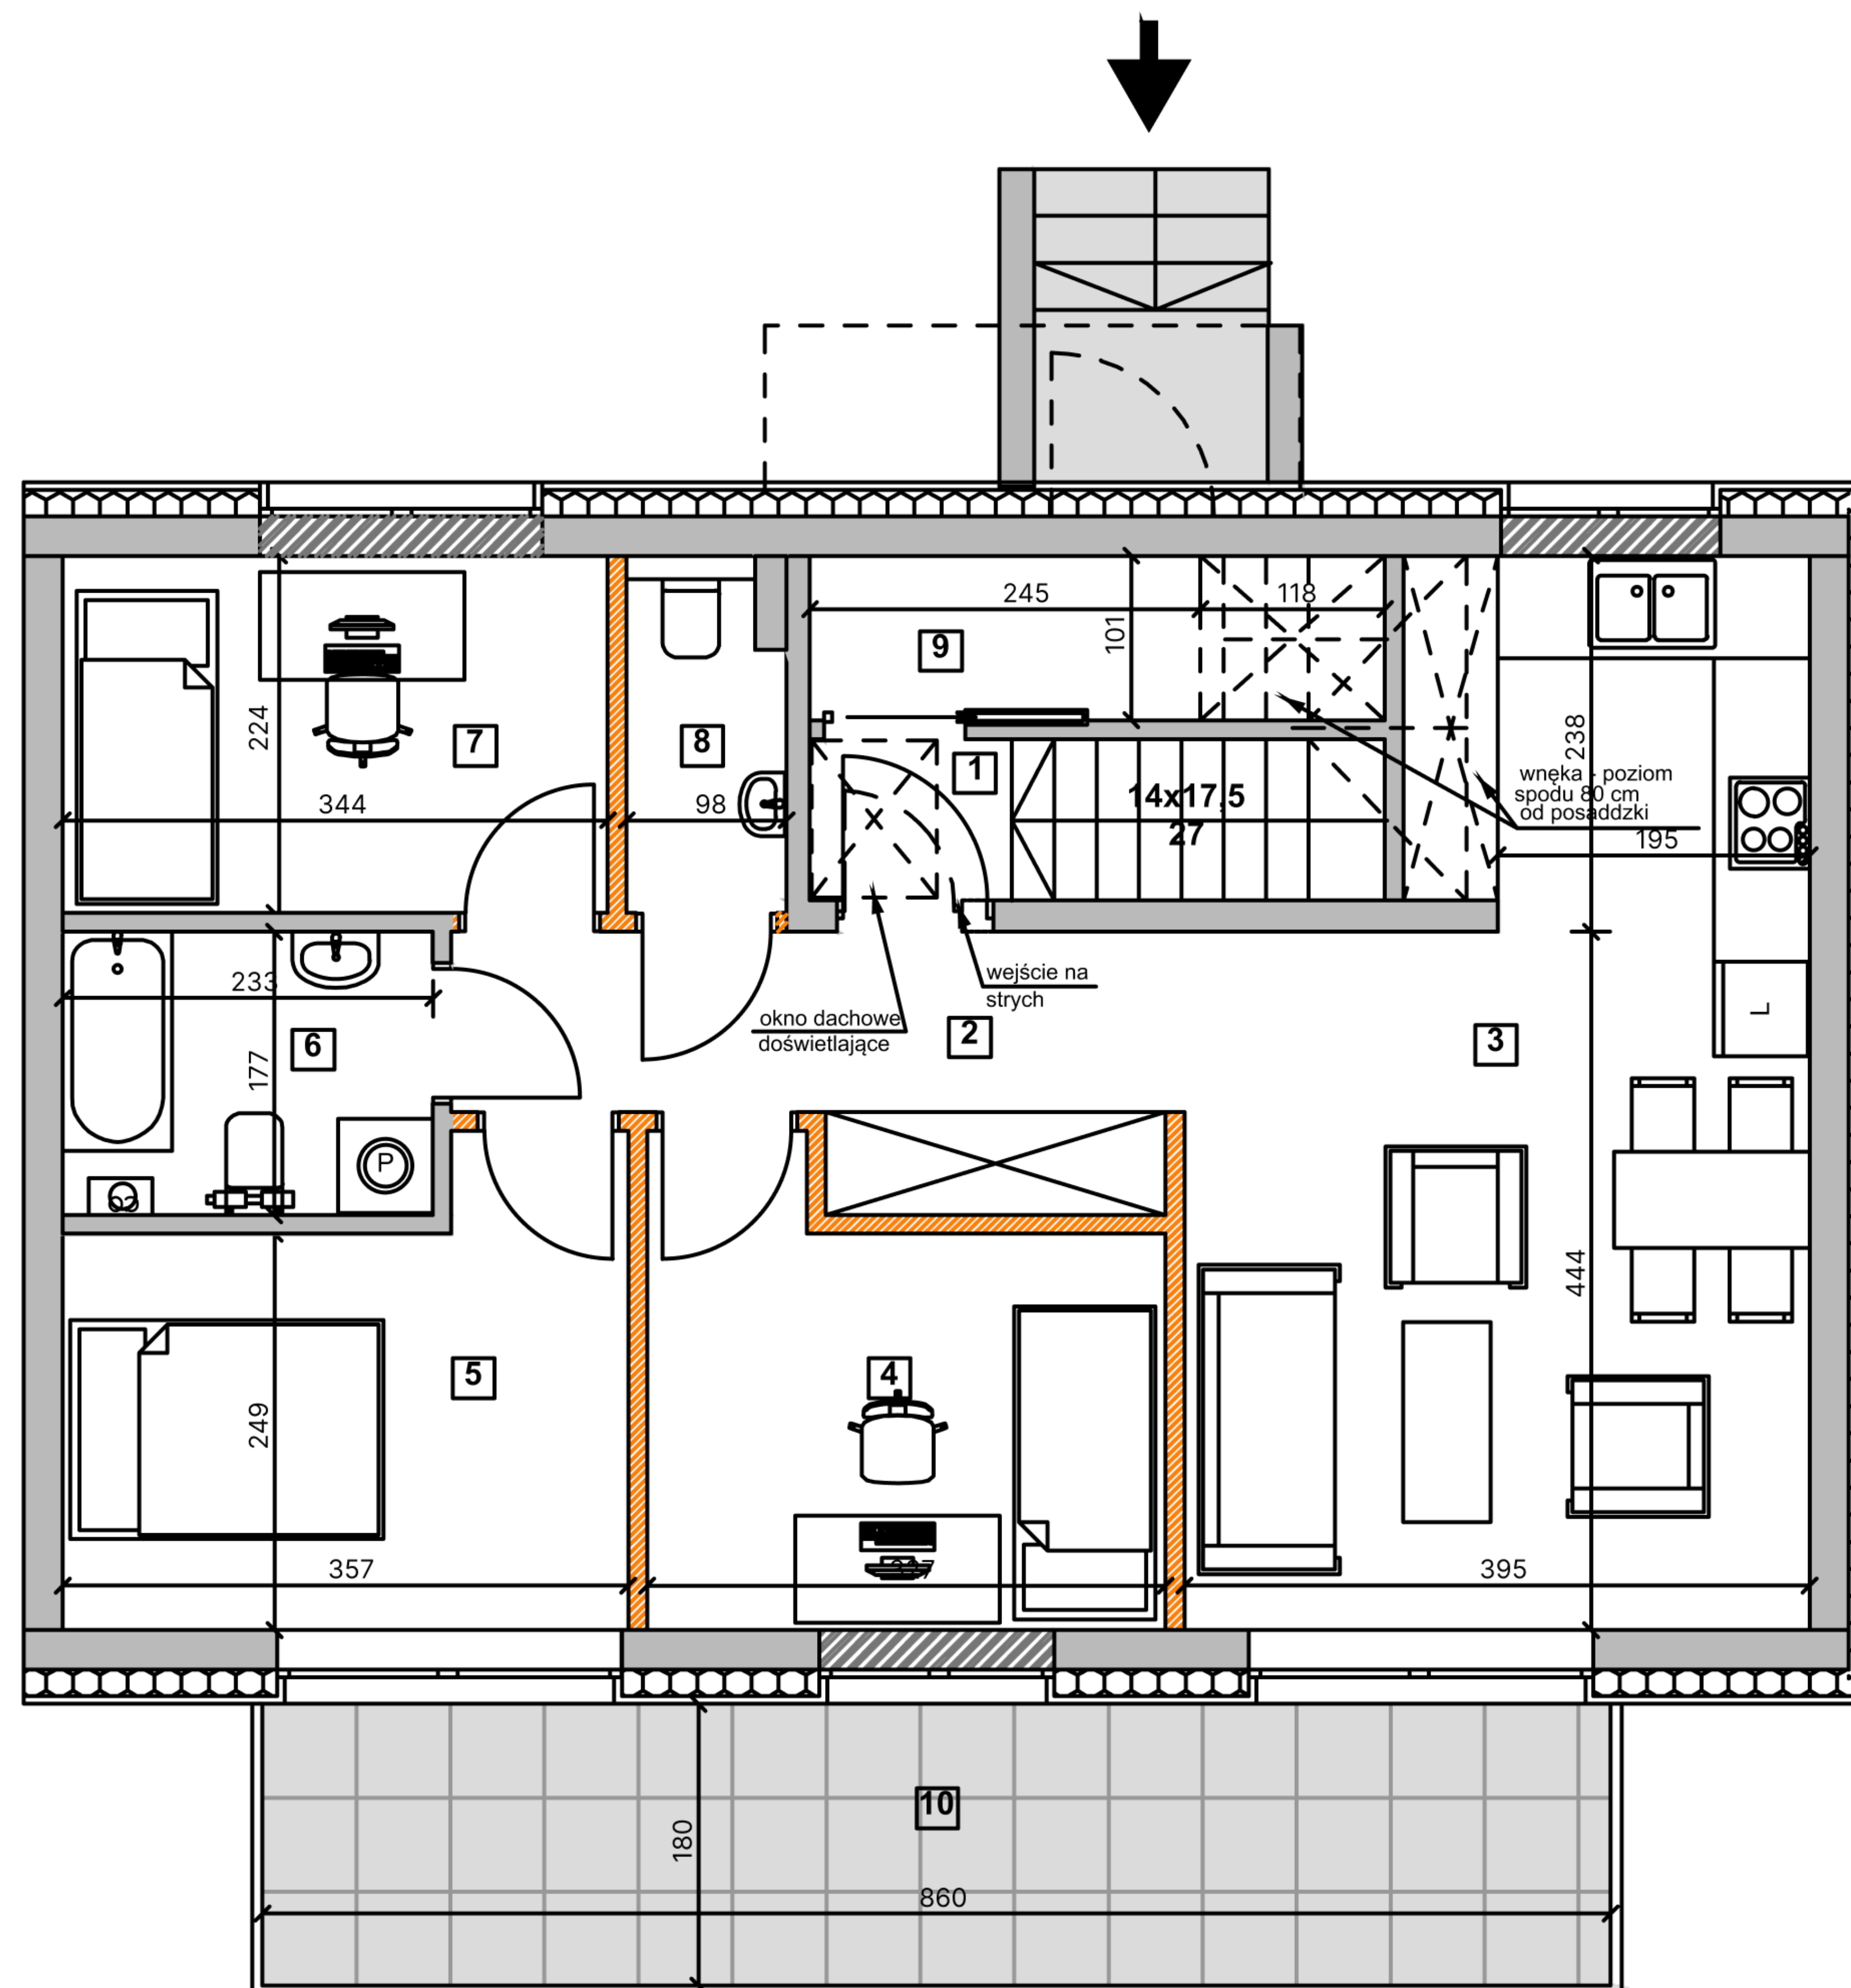 245
118
101
9
224
7
8
238
1
14x17,5
27
wnęka - poziom
spodu 80 cm
od posaddzki
344
98
195
wejście na
strych
233
okno dachowe
doświetlające
2
3
6
177
L
P
444
5
4
249
357
395
10
180
860